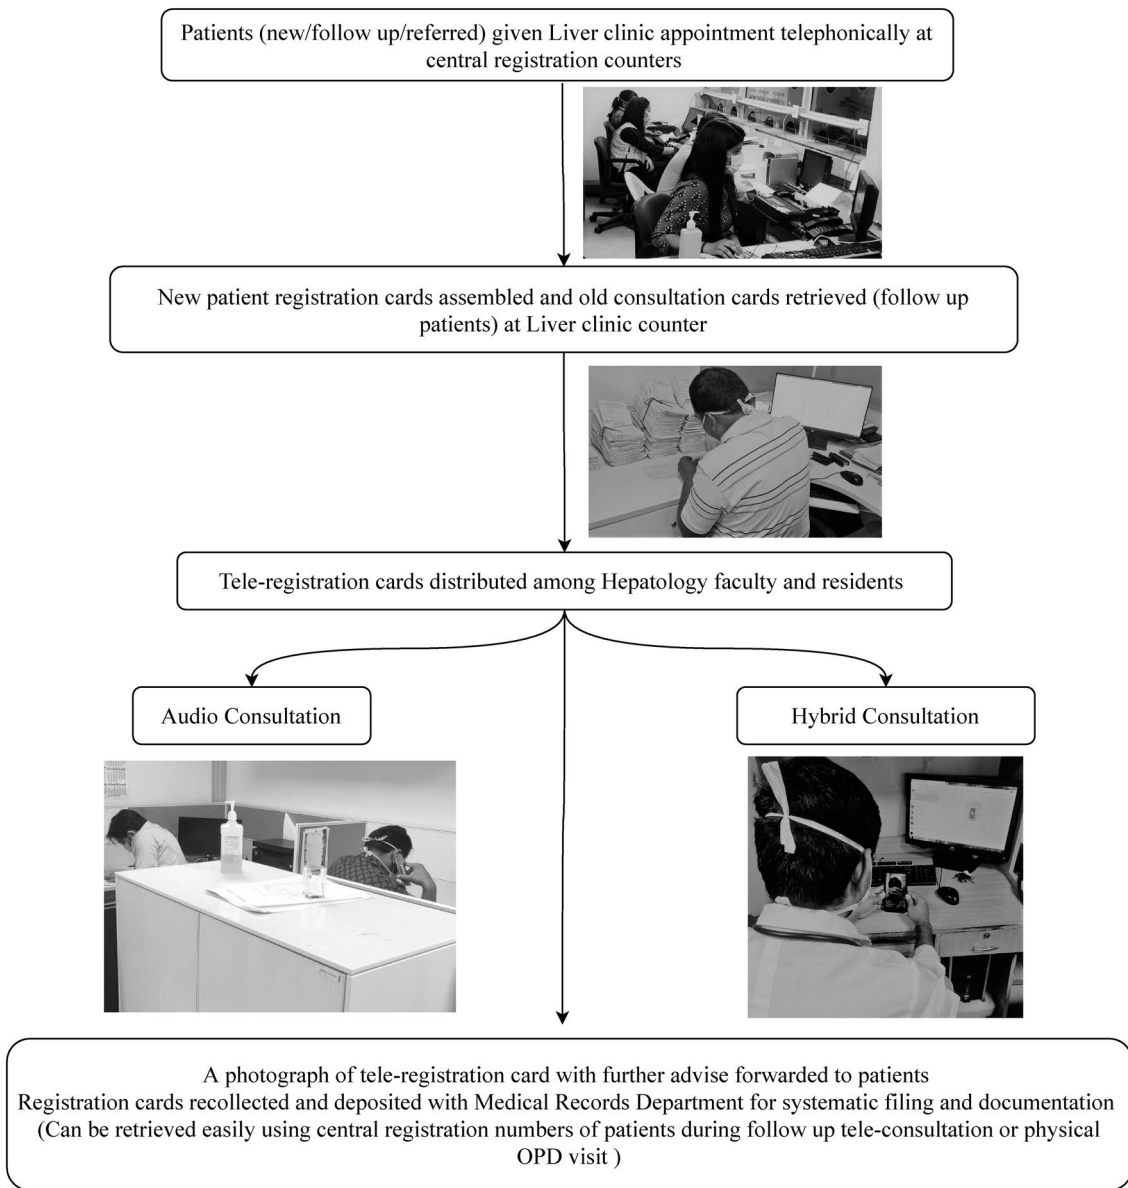 Patients (new/follow up/referred) given Liver clinic appointment telephonically at
central registration counters
New patient registration cards assembled and old consultation cards retrieved (follow up
patients) at Liver clinic counter
Tele-registration cards distributed among Hepatology faculty and residents
Audio Consultation
Hybrid Consultation
A photograph of tele-registration card with further advise forwarded to patients
Registration cards recollected and deposited with Medical Records Department for systematic filing and documentation
(Can be retrieved easily using central registration numbers of patients during follow up tele-consultation or physical
OPD visit )